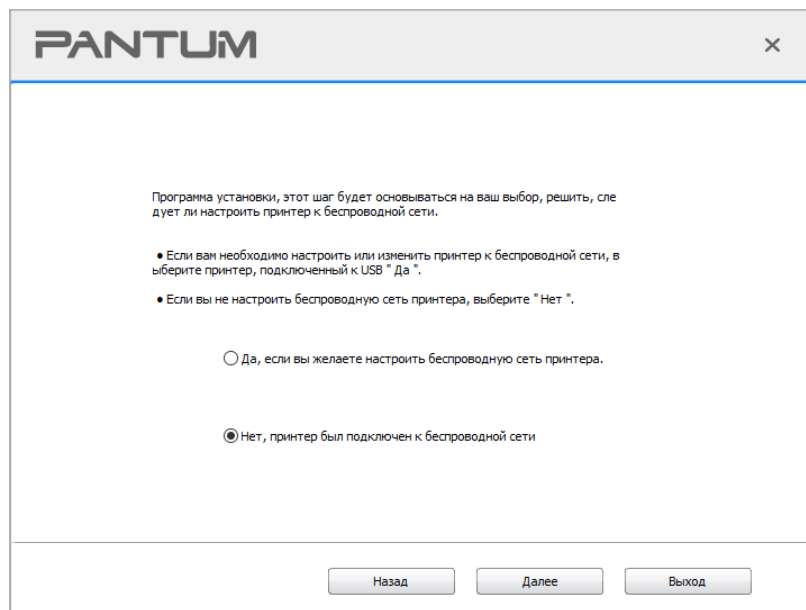 PANTUM
Программа установки, этот шаг будет основываться на ваш выбор, решить, сле
дует ли настроить принтер к беспроводной сети.
● Если вам необходимо настроить или изменить принтер к беспроводной сети, в
ыберите принтер, подключенный к USB " Да ".
● Если вы не настроить беспроводную сеть принтера, выберите " Нет ".
Да, если вы желаете настроить беспроводную сеть принтера.
Нет, принтер был подключен к беспроводной сети
Назад Далее Выход